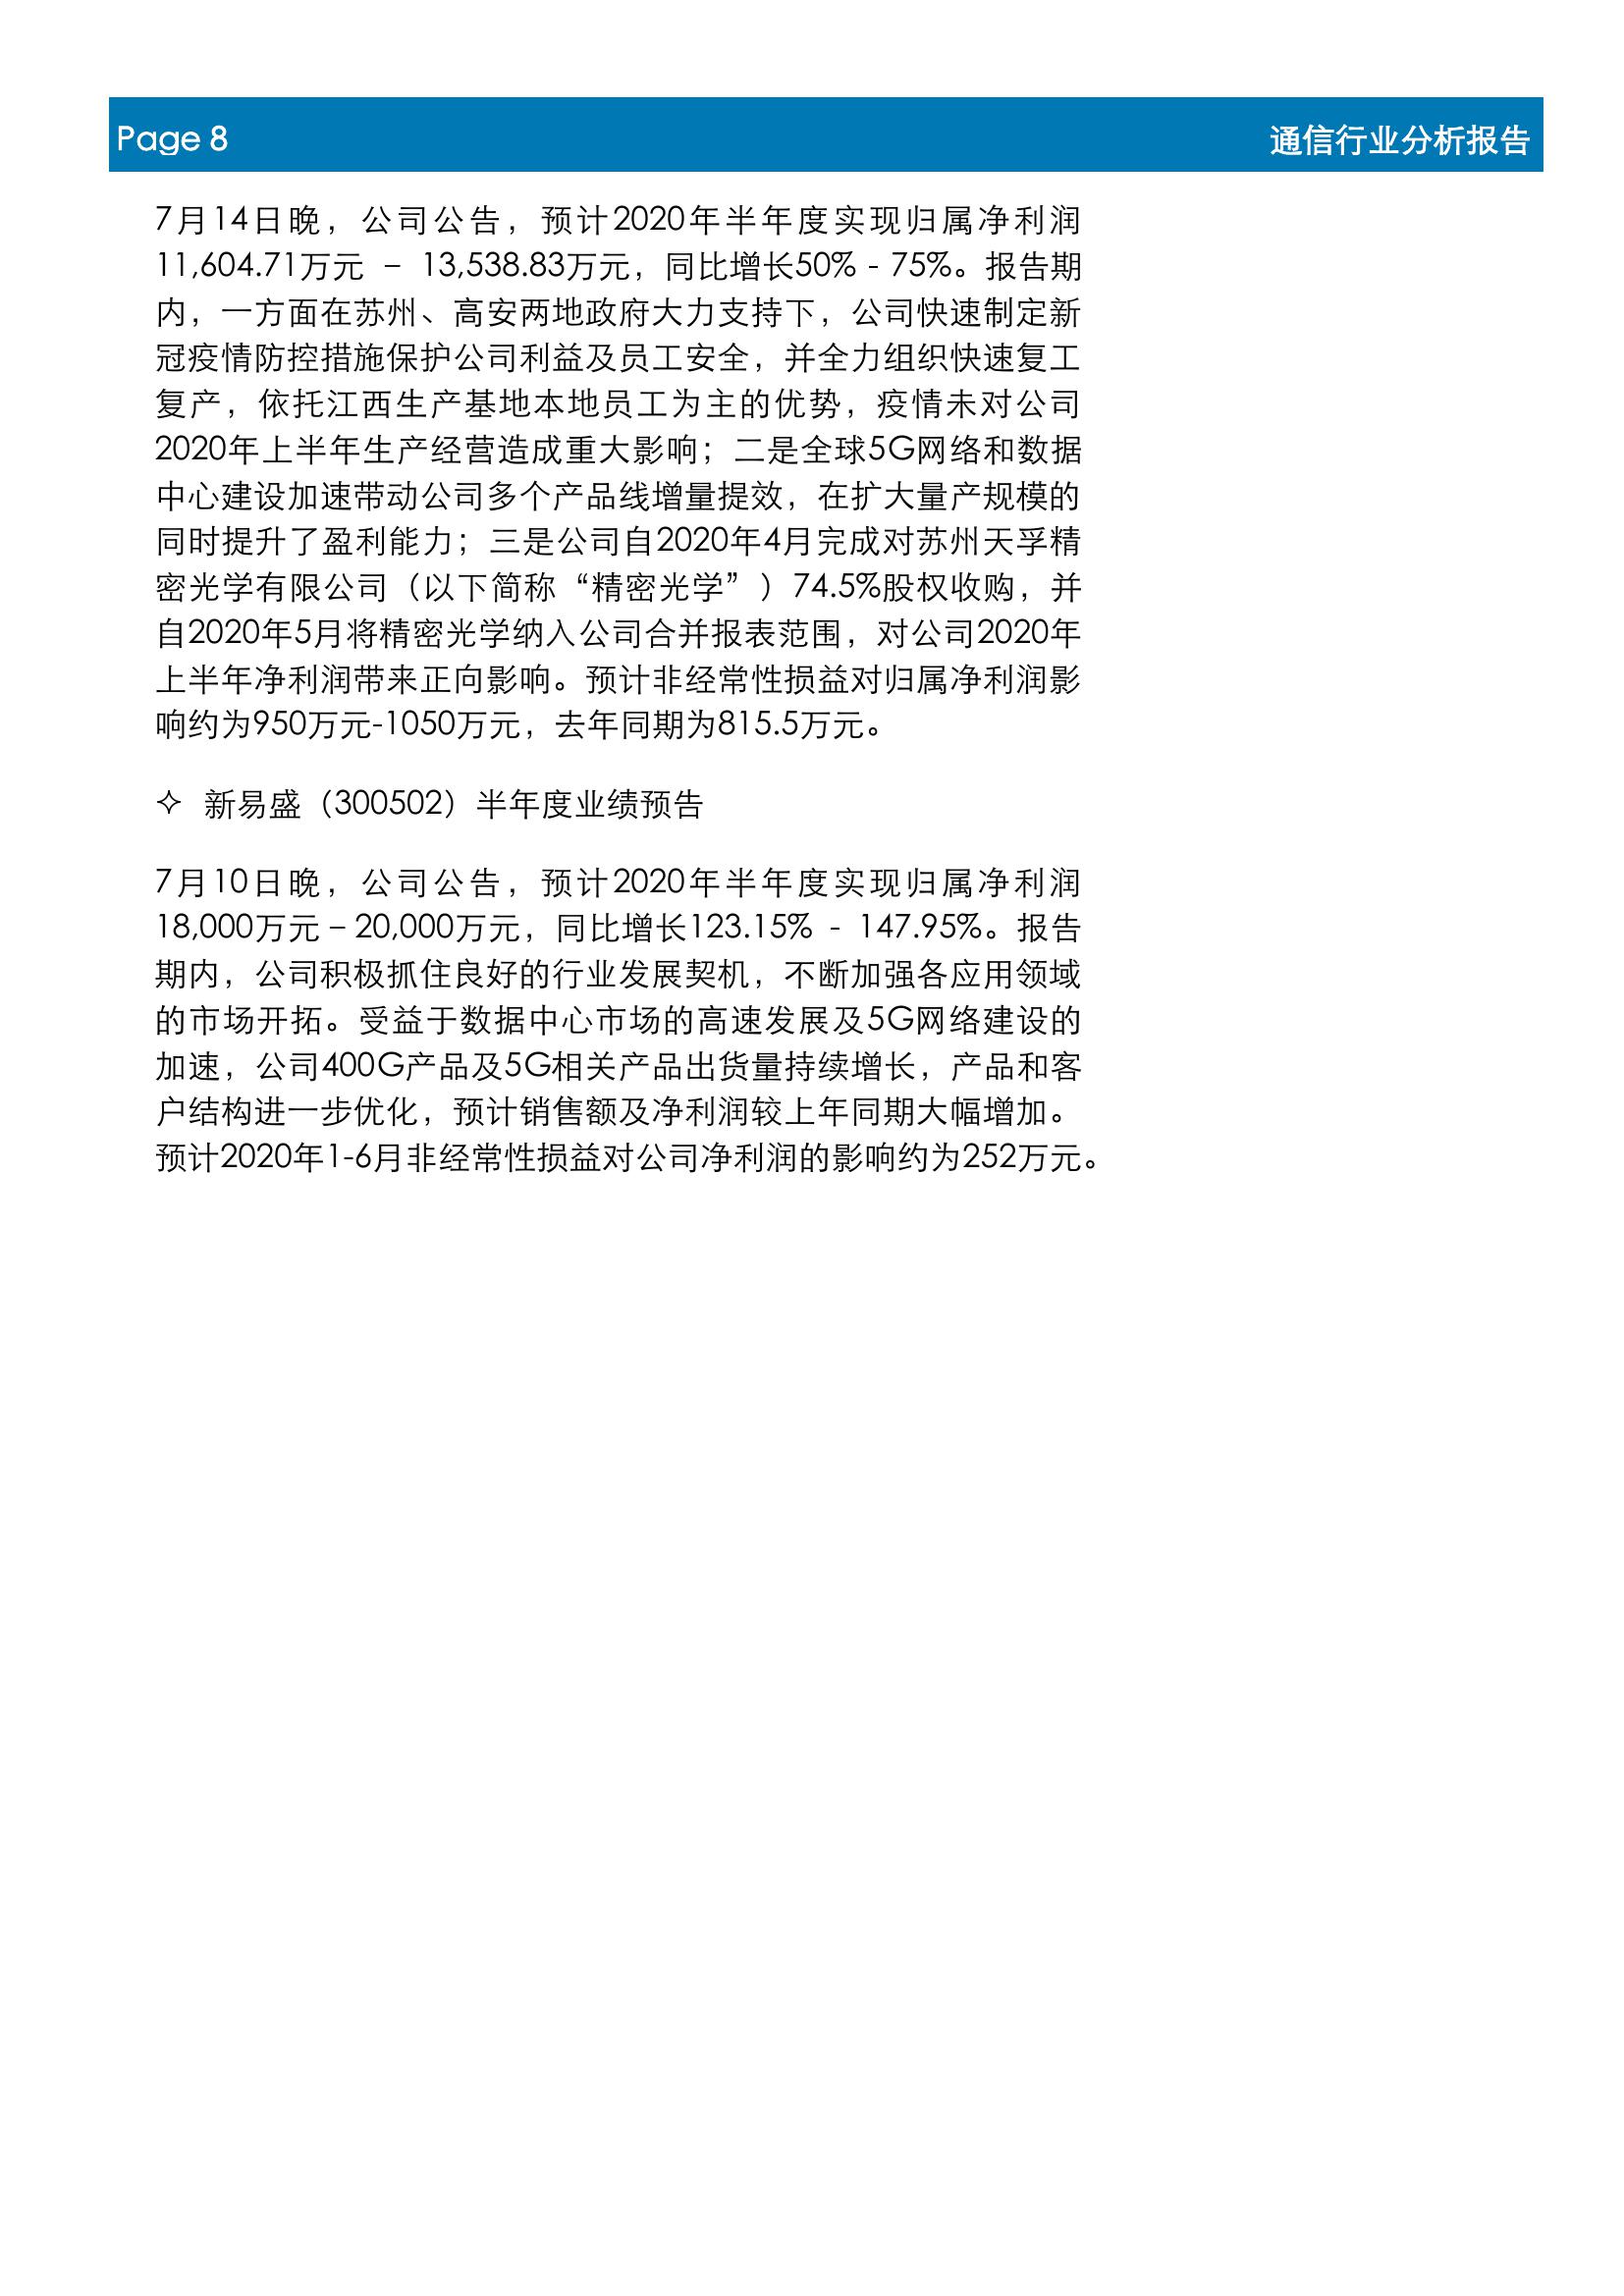 Page 8
通信行业分析报告
7月14日晚，公司公告，预计2020年半年度实现归属净利润
11,604.71万元 – 13,538.83万元，同比增长50% - 75%。报告期
内，一方面在苏州、高安两地政府大力支持下，公司快速制定新
冠疫情防控措施保护公司利益及员工安全，并全力组织快速复工
复产，依托江西生产基地本地员工为主的优势，疫情未对公司
2020年上半年生产经营造成重大影响；二是全球5G网络和数据
中心建设加速带动公司多个产品线增量提效，在扩大量产规模的
同时提升了盈利能力；三是公司自2020年4月完成对苏州天孚精
密光学有限公司（以下简称“精密光学”）74.5%股权收购，并
自2020年5月将精密光学纳入公司合并报表范围，对公司2020年
上半年净利润带来正向影响。预计非经常性损益对归属净利润影
响约为950万元-1050万元，去年同期为815.5万元。
✧ 新易盛（300502）半年度业绩预告
7月10日晚，公司公告，预计2020年半年度实现归属净利润
18,000万元 – 20,000万元，同比增长123.15% - 147.95%。报告
期内，公司积极抓住良好的行业发展契机，不断加强各应用领域
的市场开拓。受益于数据中心市场的高速发展及5G网络建设的
加速，公司400G产品及5G相关产品出货量持续增长，产品和客
户结构进一步优化，预计销售额及净利润较上年同期大幅增加。
预计2020年1-6月非经常性损益对公司净利润的影响约为252万元。